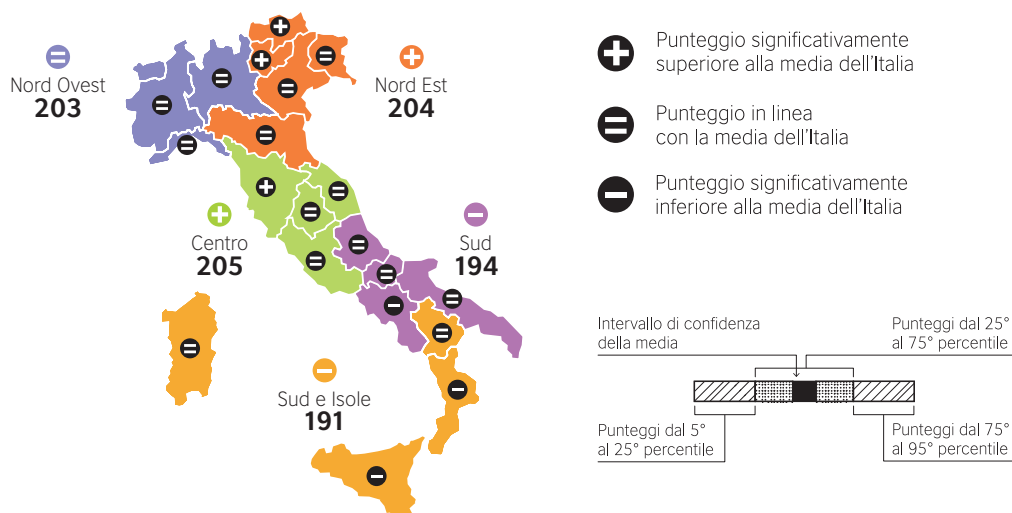 Nord Ovest
203
Nord Est
204
Centro
205
Sud
194
Sud e Isole
191
Punteggio significativamente
superiore alla media dell'Italia
Punteggio in linea
con la media dell'Italia
Punteggio significativamente
inferiore alla media dell'Italia
Intervallo di confidenza
della media
Punteggi dal 25°
al 75° percentile
Punteggi dal 5°
al 25° percentile
Punteggi dal 75°
al 95° percentile